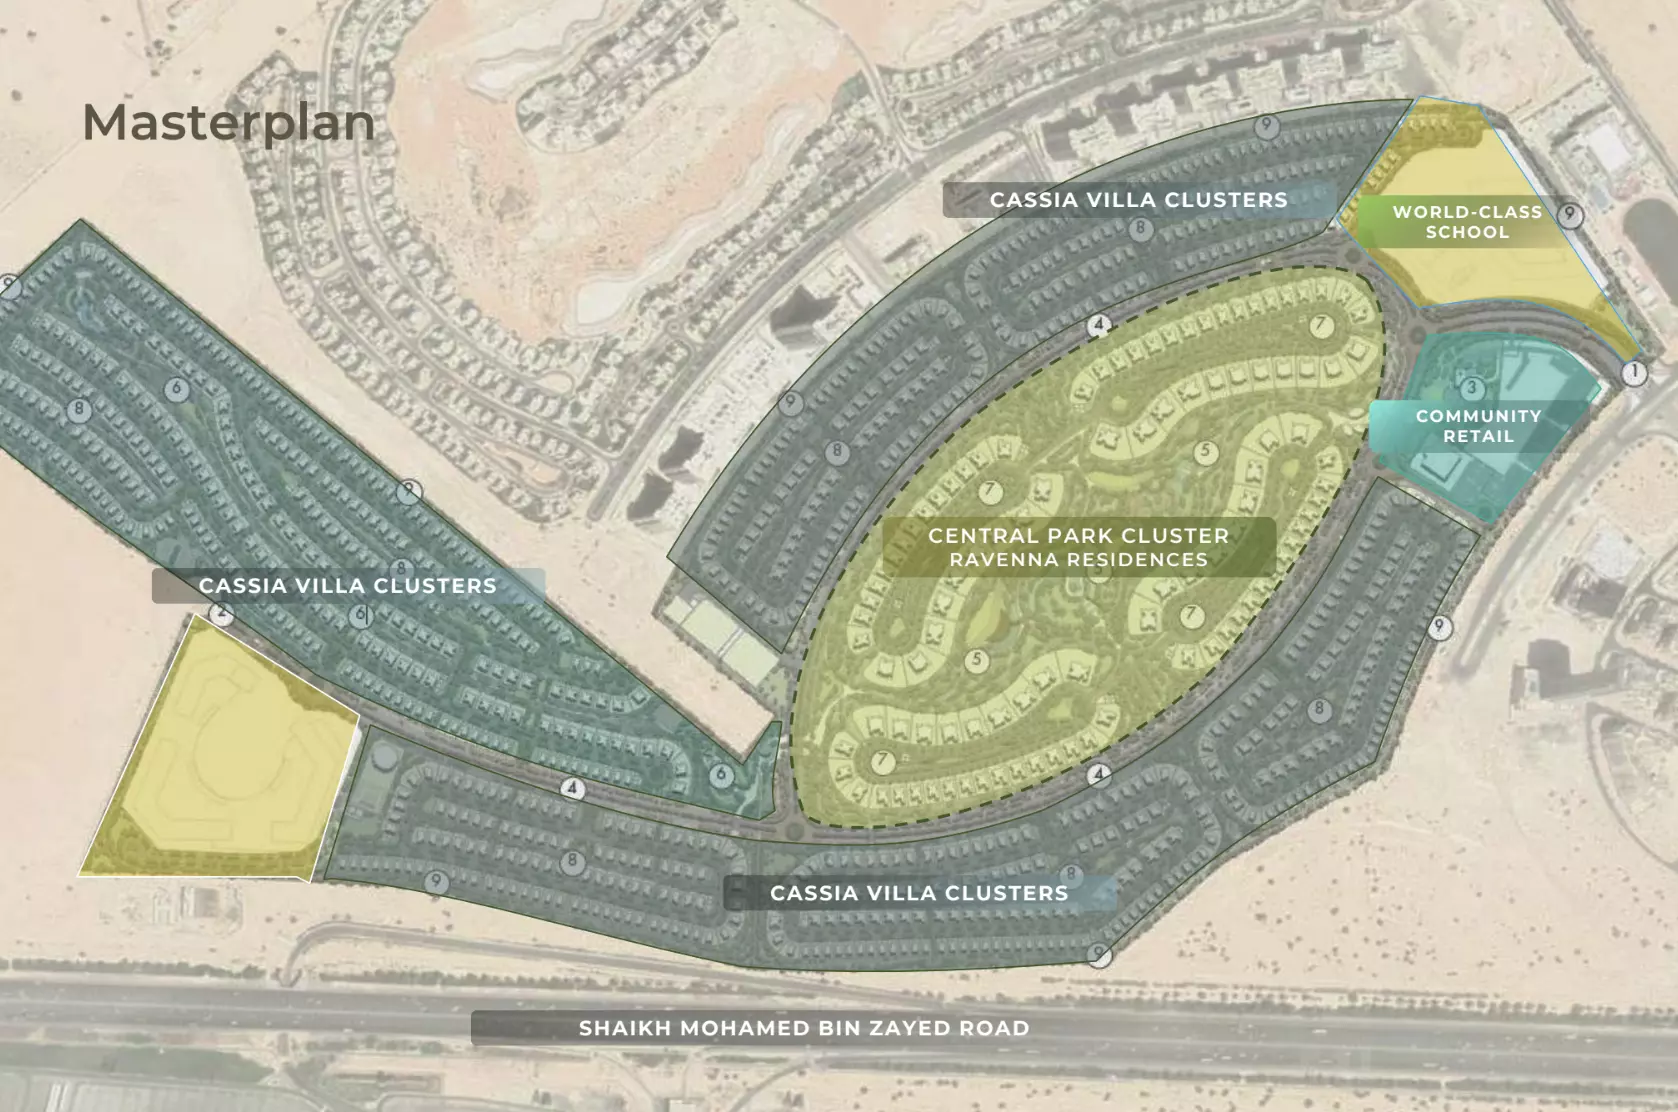 Masterplan
9
CASSIA VILLA CLUSTERS
8
WORLD-CLASS
SCHOOL
9
9
4
7
1
6
8
9
8
3
COMMUNITY
RETAIL
5
9
7
CENTRAL PARK CLUSTER
RAVENNA RESIDENCES
8
CASSIA VILLA CLUSTERS
2
6
7
9
5
8
7
6
4
4
8
9
8
CASSIA VILLA CLUSTERS
9
SHAIKH MOHAMED BIN ZAYED ROAD